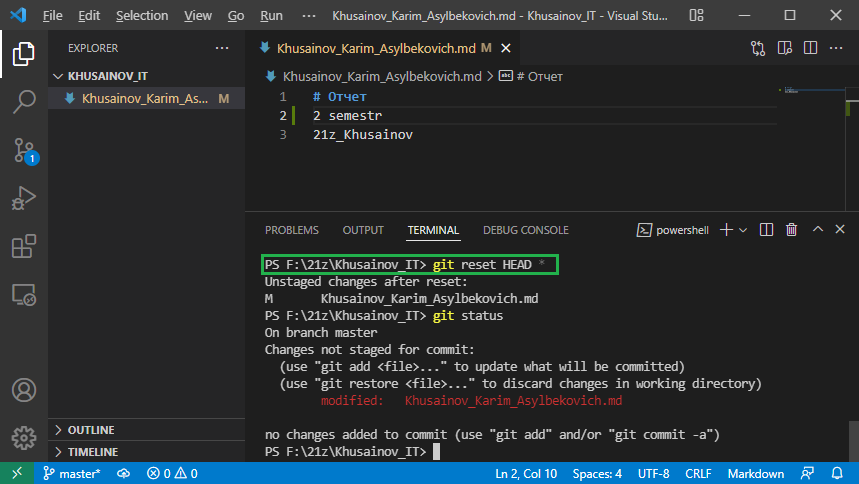 File Edit Selection View Go Run ··· Khusainov_Karim_Asylbekovich.md - Khusainov_IT - Visual Stu...
EXPLORER ···
KHUSAINOV_IT
Khusainov_Karim_As... M
1
Khusainov_Karim_Asylbekovich.md M
Khusainov_Karim_Asylbekovich.md > abc # Отчет
1 # Отчет
2 2 semestr
3 21z_Khusainov
PROBLEMS OUTPUT TERMINAL DEBUG CONSOLE powershell
PS F:\21z\Khusainov_IT> git reset HEAD *
Unstaged changes after reset:
M Khusainov_Karim_Asylbekovich.md
PS F:\21z\Khusainov_IT> git status
On branch master
Changes not staged for commit:
(use "git add <file>..." to update what will be committed)
(use "git restore <file>..." to discard changes in working directory)
modified: Khusainov_Karim_Asylbekovich.md
no changes added to commit (use "git add" and/or "git commit -a")
PS F:\21z\Khusainov_IT>
OUTLINE
TIMELINE
master* 0 0 Ln 2, Col 10 Spaces: 4 UTF-8 CRLF Markdown